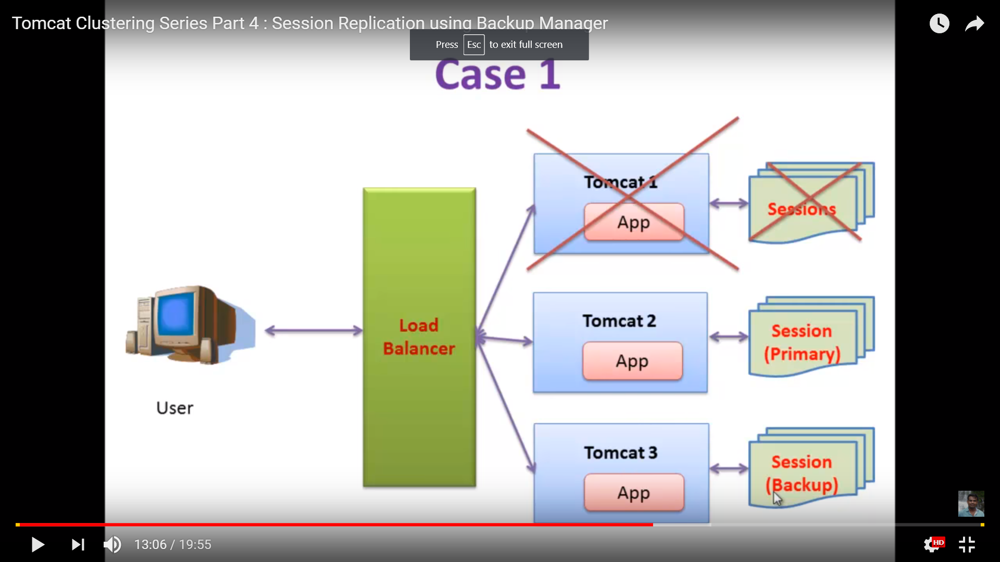 Tomcat Clustering Series Part 4 : Session Replication using Backup Manager
Press Esc to exit full screen
Case 1
Tomcat 1
App
Sessions
Load
Balancer
Tomcat 2
App
Session
(Primary)
User
Tomcat 3
App
Session
(Backup)
13:06 / 19:55
HD